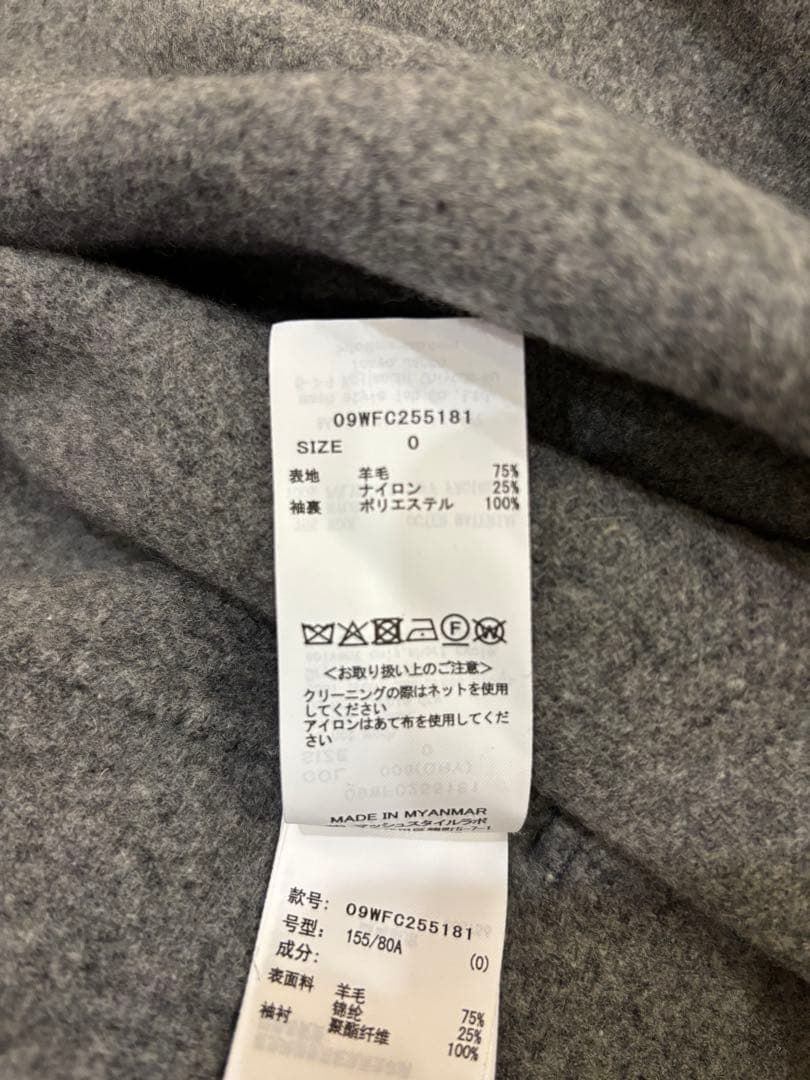 09WFC255181
SIZE 0
表地 羊毛 75%
ナイロン 25%
袖裏 ポリエステル 100%
F W
<お取り扱い上のご注意>
クリーニングの際はネットを使用
してください
アイロンはあて布を使用してくだ
さい
MADE IN MYANMAR
マッシュスタイルラボ
款号: 09WFC255181
号型: 155/80A (0)
成分:
表面料 羊毛 75%
锦纶 25%
袖衬 聚酯纤维 100%